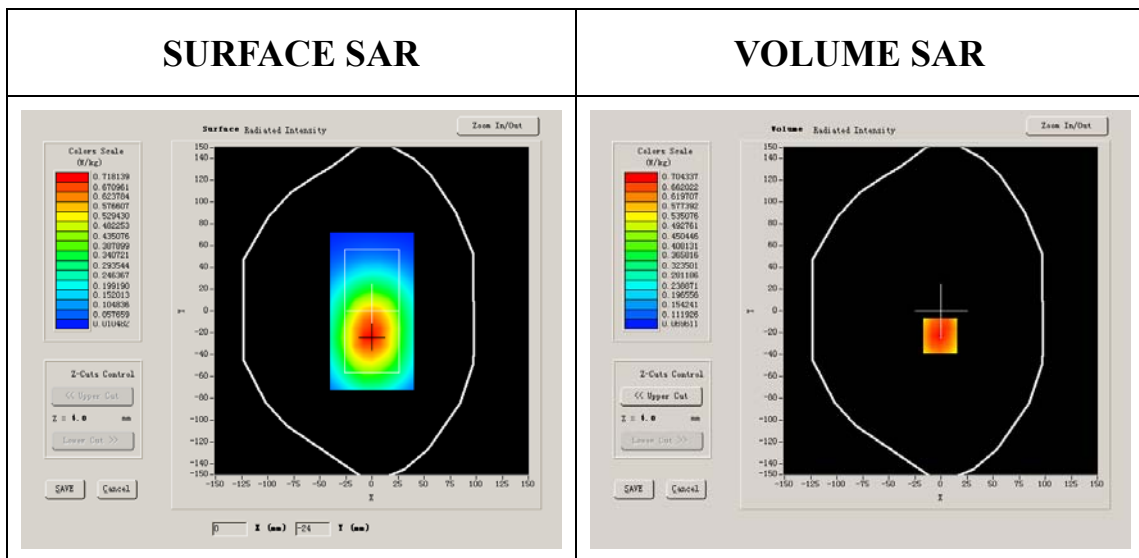 SURFACE SAR
Surface Radiated Intensity
Zoom In/Out
Colors Scale
(W/kg)
0.718139
0.670961
0.623784
0.576607
0.529430
0.482253
0.435076
0.387899
0.340721
0.293544
0.246367
0.199190
0.152013
0.104836
0.057659
0.010482
150
140
120
100
80
60
40
20
0
-20
-40
-60
-80
-100
-120
-140
-150
Y
-150 -125 -100 -75 -50 -25 0 25 50 75 100 125 150
X
Z-Cuts Control
<< Upper Cut
Z = 4.0 mm
Lower Cut >>
SAVE Cancel
0 X (mm) -24 Y (mm)
VOLUME SAR
Volume Radiated Intensity
Zoom In/Out
Colors Scale
(W/kg)
0.704337
0.662022
0.619707
0.577392
0.535076
0.492761
0.450446
0.408131
0.365816
0.323501
0.281186
0.238871
0.196556
0.154241
0.111926
0.069611
150
140
120
100
80
60
40
20
0
-20
-40
-60
-80
-100
-120
-140
-150
Y
-150 -125 -100 -75 -50 -25 0 25 50 75 100 125 150
X
Z-Cuts Control
<< Upper Cut
Z = 4.0 mm
Lower Cut >>
SAVE Cancel